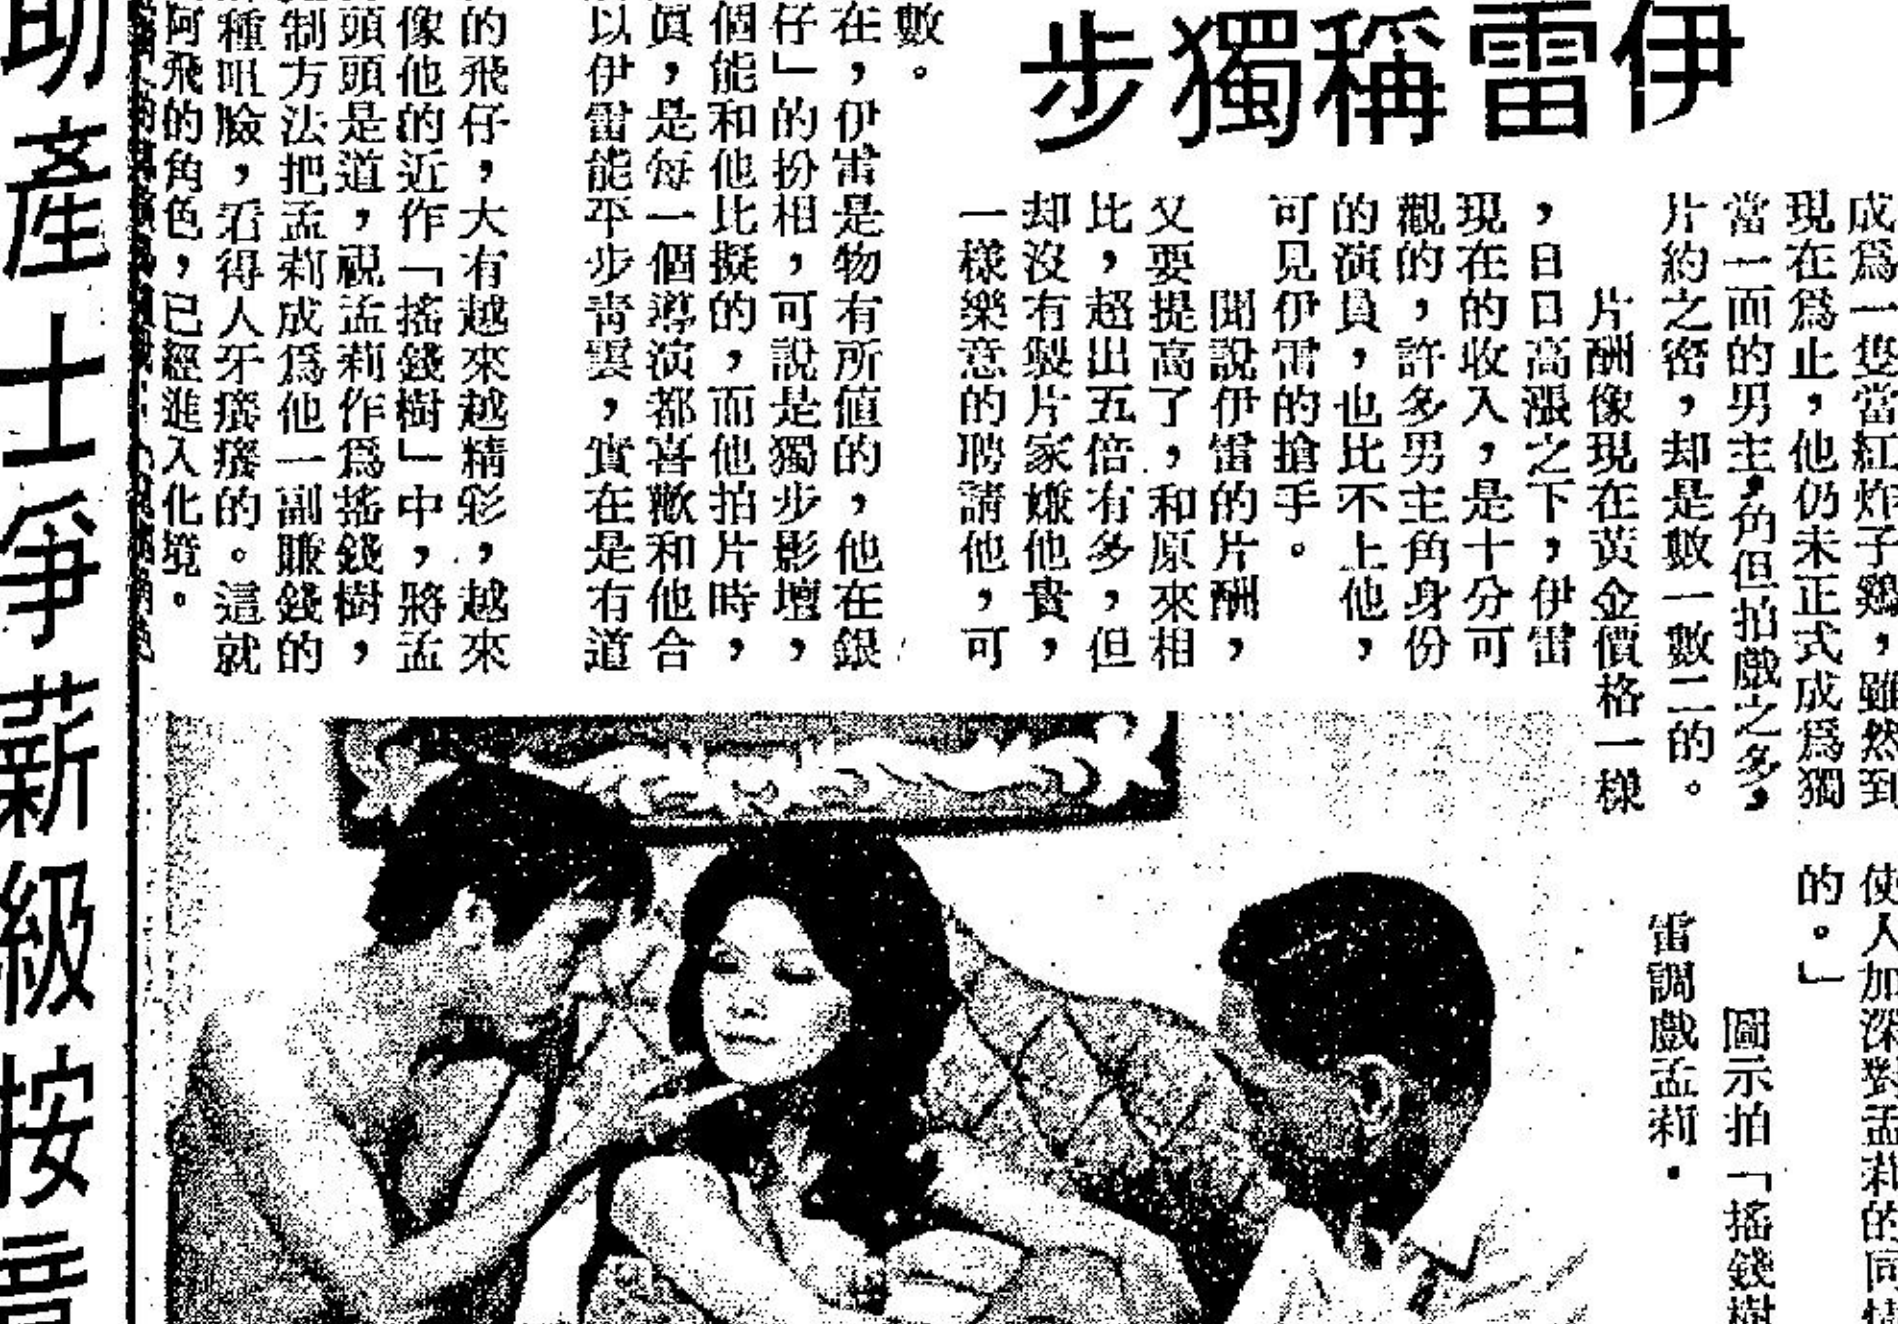 伊雷稱獨步
成爲一隻當紅炸子鷄，雖然到
現在爲止，他仍未正式成爲獨
當一面的男主角，但拍戲之多，
片約之密，却是數一數二的。
片酬像現在黃金價格一樣
，日日高漲之下，伊雷
現在的收入，是十分可
觀的，許多男主角身份
的演員，也比不上他，
可見伊雷的搶手。
聞說伊雷的片酬，
又要提高了，和原來相
比，超出五倍有多，但
却沒有製片家嫌他貴，
一樣樂意的聘請他，可
數。
在，伊雷是物有所值的，他在銀
仔」的扮相，可說是獨步影壇，
個能和他比擬的，而他拍片時，
眞，是每一個導演都喜歡和他合
以伊雷能平步靑雲，實在是有道
的飛仔，大有越來越精彩，越來
像他的近作「搖錢樹」中，將孟
頭頭是道，視孟莉作爲搖錢樹，
制方法把孟莉成爲他一副賺錢的
種咀臉，看得人牙癢癢的。這就
阿飛的角色，已經進入化境。
使人加深對孟莉的同情
的。」
圖示拍「搖錢樹
雷調戲孟莉．
助產士爭薪級按